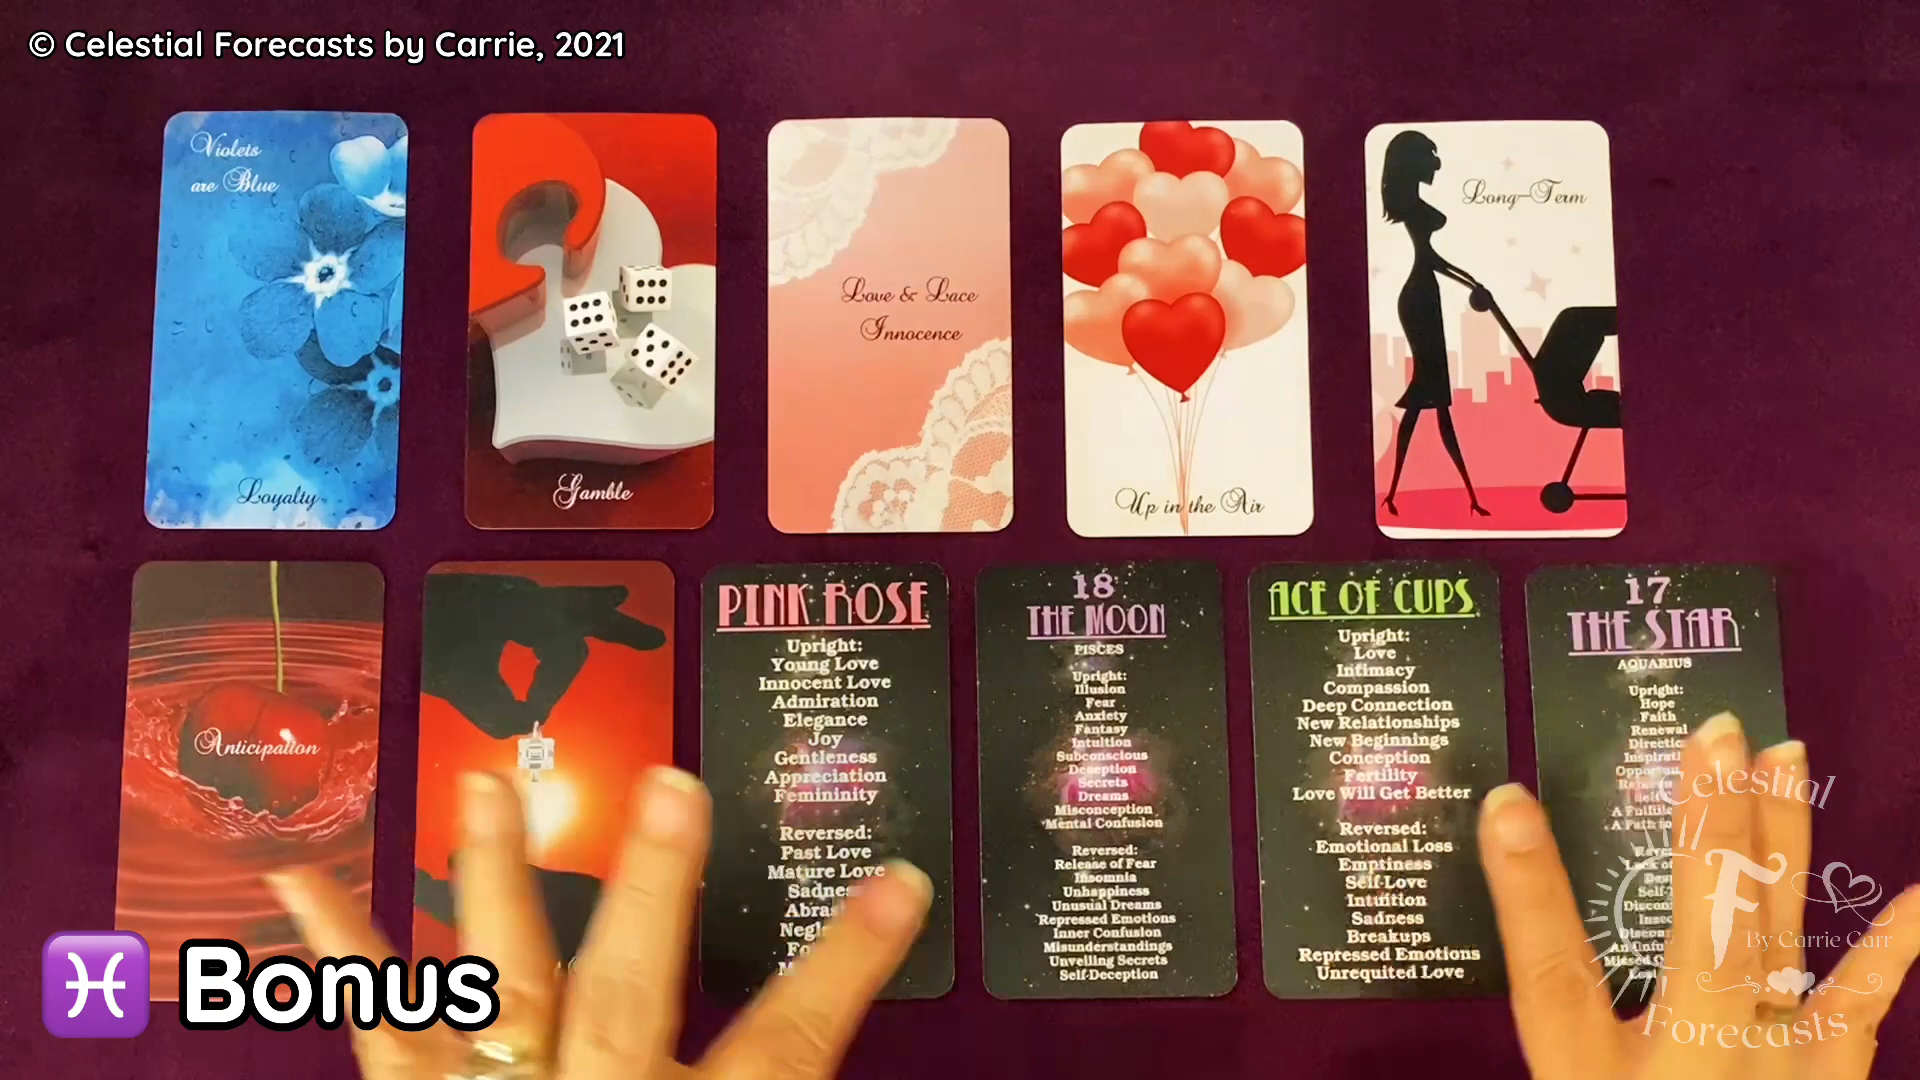 © Celestial Forecasts by Carrie, 2021
Violets
are Blue
Loyalty
Gamble
Love & Lace
Innocence
Up in the Air
Long-Term
Anticipation
PINK ROSE
Upright:
Young Love
Innocent Love
Admiration
Elegance
Joy
Gentleness
Appreciation
Femininity
Reversed:
Past Love
Mature Love
18
THE MOON
PISCES
Upright:
Illusion
Fear
Anxiety
Fantasy
Intuition
Subconscious
Deception
Secrets
Dreams
Misconception
Mental Confusion
Reversed:
Release of Fear
Insomnia
Unhappiness
Unusual Dreams
Repressed Emotions
Inner Confusion
Misunderstandings
Unveiling Secrets
Self-Deception
ACE OF CUPS
Upright:
Love
Intimacy
Compassion
Deep Connection
New Relationships
New Beginnings
Conception
Fertility
Love Will Get Better
Reversed:
Emotional Loss
Emptiness
Self-Love
Intuition
Sadness
Breakups
Repressed Emotions
Unrequited Love
17
THE STAR
AQUARIUS
Upright:
Hope
Faith
Renewal
♓ Bonus
Celestial
F
By Carrie Carr
Forecasts